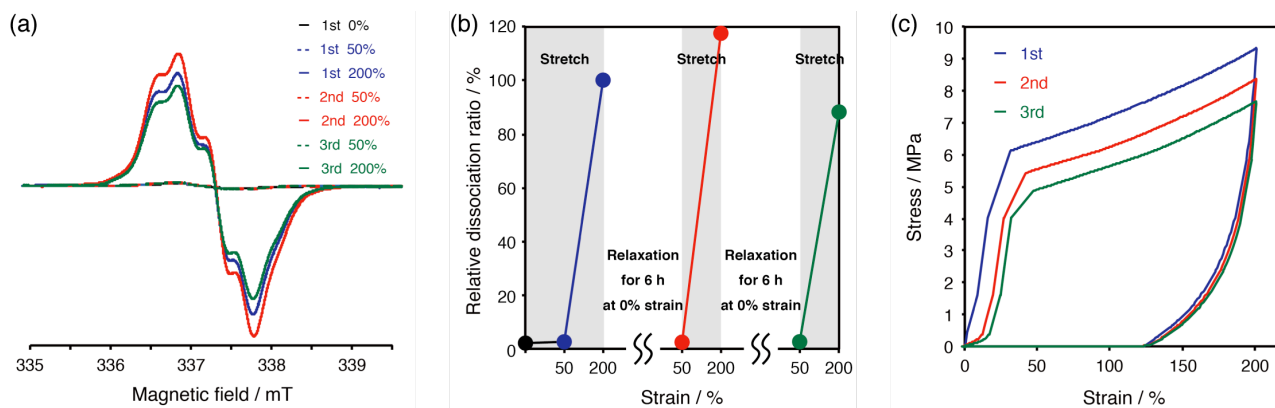 (a)
1st 0%
1st 50%
1st 200%
2nd 50%
2nd 200%
3rd 50%
3rd 200%
335 336 337 338 339
Magnetic field / mT
(b)
Relative dissociation ratio / %
120
100
80
60
40
20
0
Stretch
Stretch
Stretch
Relaxation
for 6 h
at 0% strain
Relaxation
for 6 h
at 0% strain
50 200 50 200 50 200
Strain / %
(c)
Stress / MPa
10
9
8
7
6
5
4
3
2
1
0
1st
2nd
3rd
0 50 100 150 200
Strain / %